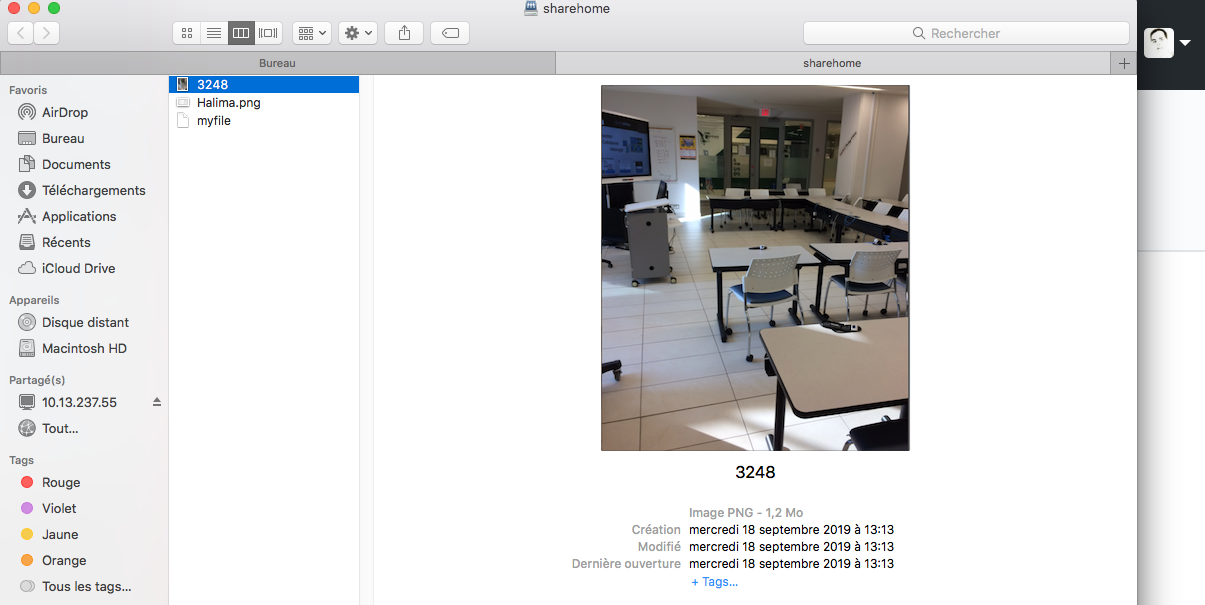 sharehome
Rechercher
Bureau
sharehome
Favoris
AirDrop
Bureau
Documents
Téléchargements
Applications
Récents
iCloud Drive
Appareils
Disque distant
Macintosh HD
Partagé(s)
10.13.237.55
Tout...
Tags
Rouge
Violet
Jaune
Orange
Tous les tags...
3248
Halima.png
myfile
3248
Image PNG - 1,2 Mo
Création mercredi 18 septembre 2019 à 13:13
Modifié mercredi 18 septembre 2019 à 13:13
Dernière ouverture mercredi 18 septembre 2019 à 13:13
+ Tags...